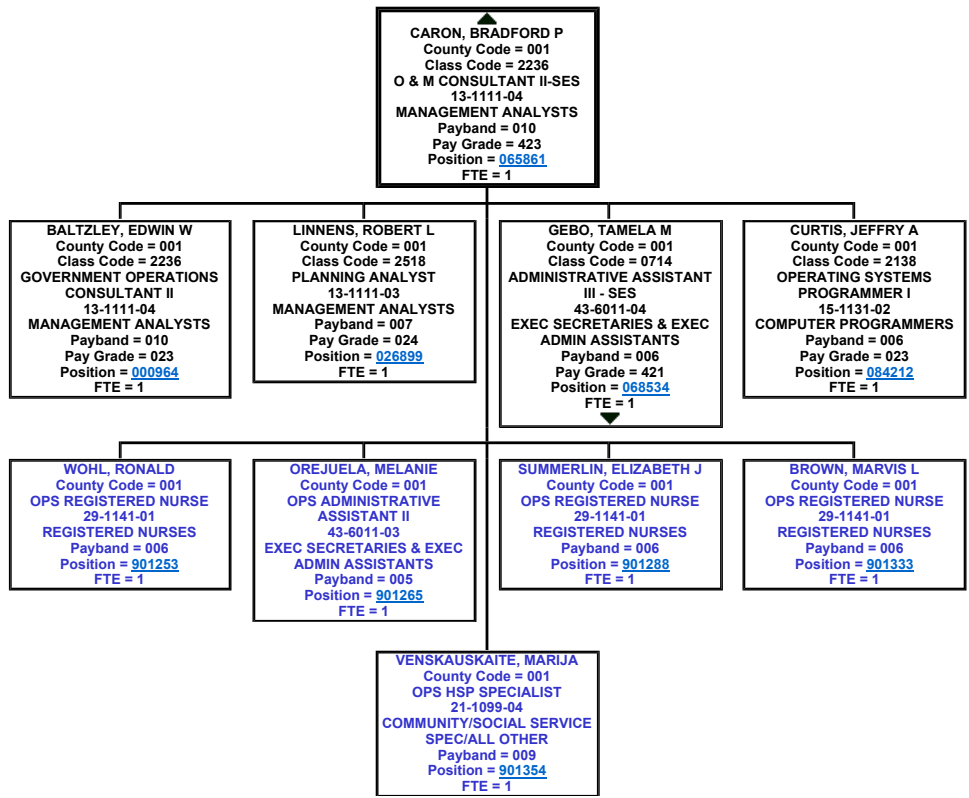 CARON, BRADFORD P
County Code = 001
Class Code = 2236
O & M CONSULTANT II-SES
13-1111-04
MANAGEMENT ANALYSTS
Payband = 010
Pay Grade = 423
Position = 065861
FTE = 1
BALTZLEY, EDWIN W
County Code = 001
Class Code = 2236
GOVERNMENT OPERATIONS
CONSULTANT II
13-1111-04
MANAGEMENT ANALYSTS
Payband = 010
Pay Grade = 023
Position = 000964
FTE = 1
LINNENS, ROBERT L
County Code = 001
Class Code = 2518
PLANNING ANALYST
13-1111-03
MANAGEMENT ANALYSTS
Payband = 007
Pay Grade = 024
Position = 026899
FTE = 1
GEBO, TAMELA M
County Code = 001
Class Code = 0714
ADMINISTRATIVE ASSISTANT
III - SES
43-6011-04
EXEC SECRETARIES & EXEC
ADMIN ASSISTANTS
Payband = 006
Pay Grade = 421
Position = 068534
FTE = 1
CURTIS, JEFFRY A
County Code = 001
Class Code = 2138
OPERATING SYSTEMS
PROGRAMMER I
15-1131-02
COMPUTER PROGRAMMERS
Payband = 006
Pay Grade = 023
Position = 084212
FTE = 1
WOHL, RONALD
County Code = 001
OPS REGISTERED NURSE
29-1141-01
REGISTERED NURSES
Payband = 006
Position = 901253
FTE = 1
OREJUELA, MELANIE
County Code = 001
OPS ADMINISTRATIVE
ASSISTANT II
43-6011-03
EXEC SECRETARIES & EXEC
ADMIN ASSISTANTS
Payband = 005
Position = 901265
FTE = 1
SUMMERLIN, ELIZABETH J
County Code = 001
OPS REGISTERED NURSE
29-1141-01
REGISTERED NURSES
Payband = 006
Position = 901288
FTE = 1
BROWN, MARVIS L
County Code = 001
OPS REGISTERED NURSE
29-1141-01
REGISTERED NURSES
Payband = 006
Position = 901333
FTE = 1
VENSKAUSKAITE, MARIJA
County Code = 001
OPS HSP SPECIALIST
21-1099-04
COMMUNITY/SOCIAL SERVICE
SPEC/ALL OTHER
Payband = 009
Position = 901354
FTE = 1